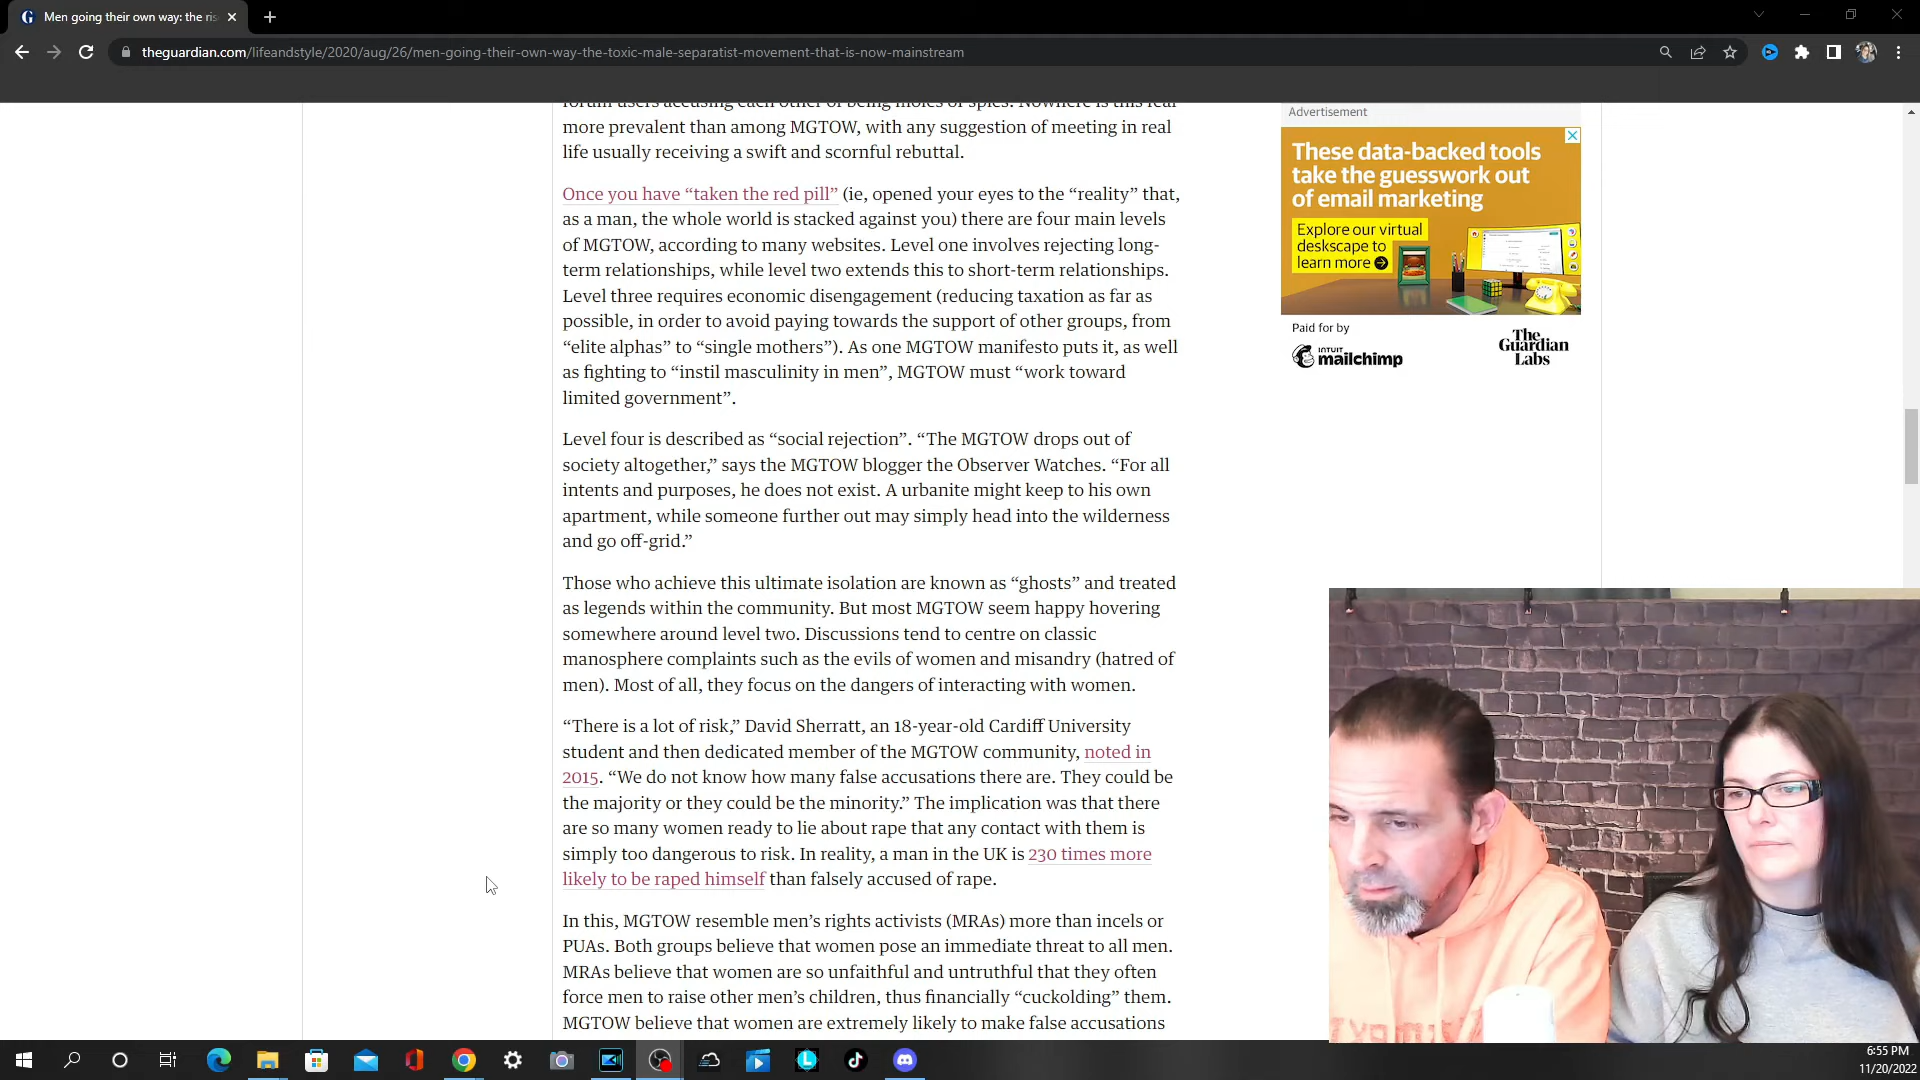 Men going their own way: the ris
theguardian.com/lifeandstyle/2020/aug/26/men-going-their-own-way-the-toxic-male-separatist-movement-that-is-now-mainstream
forum users accusing each other of being moles or spies. Nowhere is this fear
more prevalent than among MGTOW, with any suggestion of meeting in real
life usually receiving a swift and scornful rebuttal.
Once you have “taken the red pill” (ie, opened your eyes to the “reality” that,
as a man, the whole world is stacked against you) there are four main levels
of MGTOW, according to many websites. Level one involves rejecting long-
term relationships, while level two extends this to short-term relationships.
Level three requires economic disengagement (reducing taxation as far as
possible, in order to avoid paying towards the support of other groups, from
“elite alphas” to “single mothers”). As one MGTOW manifesto puts it, as well
as fighting to “instil masculinity in men”, MGTOW must “work toward
limited government”.
Level four is described as “social rejection”. “The MGTOW drops out of
society altogether,” says the MGTOW blogger the Observer Watches. “For all
intents and purposes, he does not exist. A urbanite might keep to his own
apartment, while someone further out may simply head into the wilderness
and go off-grid.”
Those who achieve this ultimate isolation are known as “ghosts” and treated
as legends within the community. But most MGTOW seem happy hovering
somewhere around level two. Discussions tend to centre on classic
manosphere complaints such as the evils of women and misandry (hatred of
men). Most of all, they focus on the dangers of interacting with women.
“There is a lot of risk,” David Sherratt, an 18-year-old Cardiff University
student and then dedicated member of the MGTOW community, noted in
2015. “We do not know how many false accusations there are. They could be
the majority or they could be the minority.” The implication was that there
are so many women ready to lie about rape that any contact with them is
simply too dangerous to risk. In reality, a man in the UK is 230 times more
likely to be raped himself than falsely accused of rape.
In this, MGTOW resemble men’s rights activists (MRAs) more than incels or
PUAs. Both groups believe that women pose an immediate threat to all men.
MRAs believe that women are so unfaithful and untruthful that they often
force men to raise other men’s children, thus financially “cuckolding” them.
MGTOW believe that women are extremely likely to make false accusations
Advertisement
These data-backed tools
take the guesswork out
of email marketing
Explore our virtual
deskscape to
learn more
Paid for by
INTUIT
mailchimp
The
Guardian
Labs
6:55 PM
11/20/2022